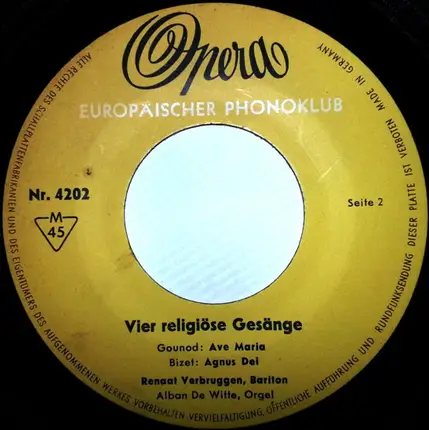 Opera
EUROPÄISCHER PHONOKLUB
Nr. 4202
M
45
Seite 2
Vier religiöse Gesänge
Gounod: Ave Maria
Bizet: Agnus Dei
Renaat Verbruggen, Bariton
Alban De Witte, Orgel
ALLE RECHTE DES SCHALLPLATTENFABRIKANTEN UND DES EIGENTÜMERS DES AUFGENOMMENEN WERKES VORBEHALTEN VERVIELFÄLTIGUNG, ÖFFENTLICHE AUFFÜHRUNG UND RUNDFUNKSENDUNG DIESER PLATTE IST VERBOTEN MADE IN GERMANY